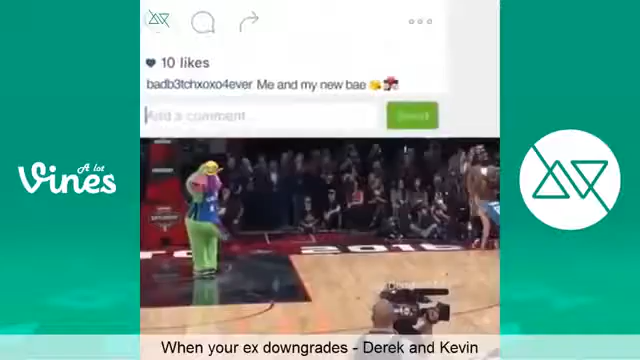 10 likes
badb3tchxoxo4ever Me and my new bae
Add a comment...
A lot
Vines
2016
When your ex downgrades - Derek and Kevin